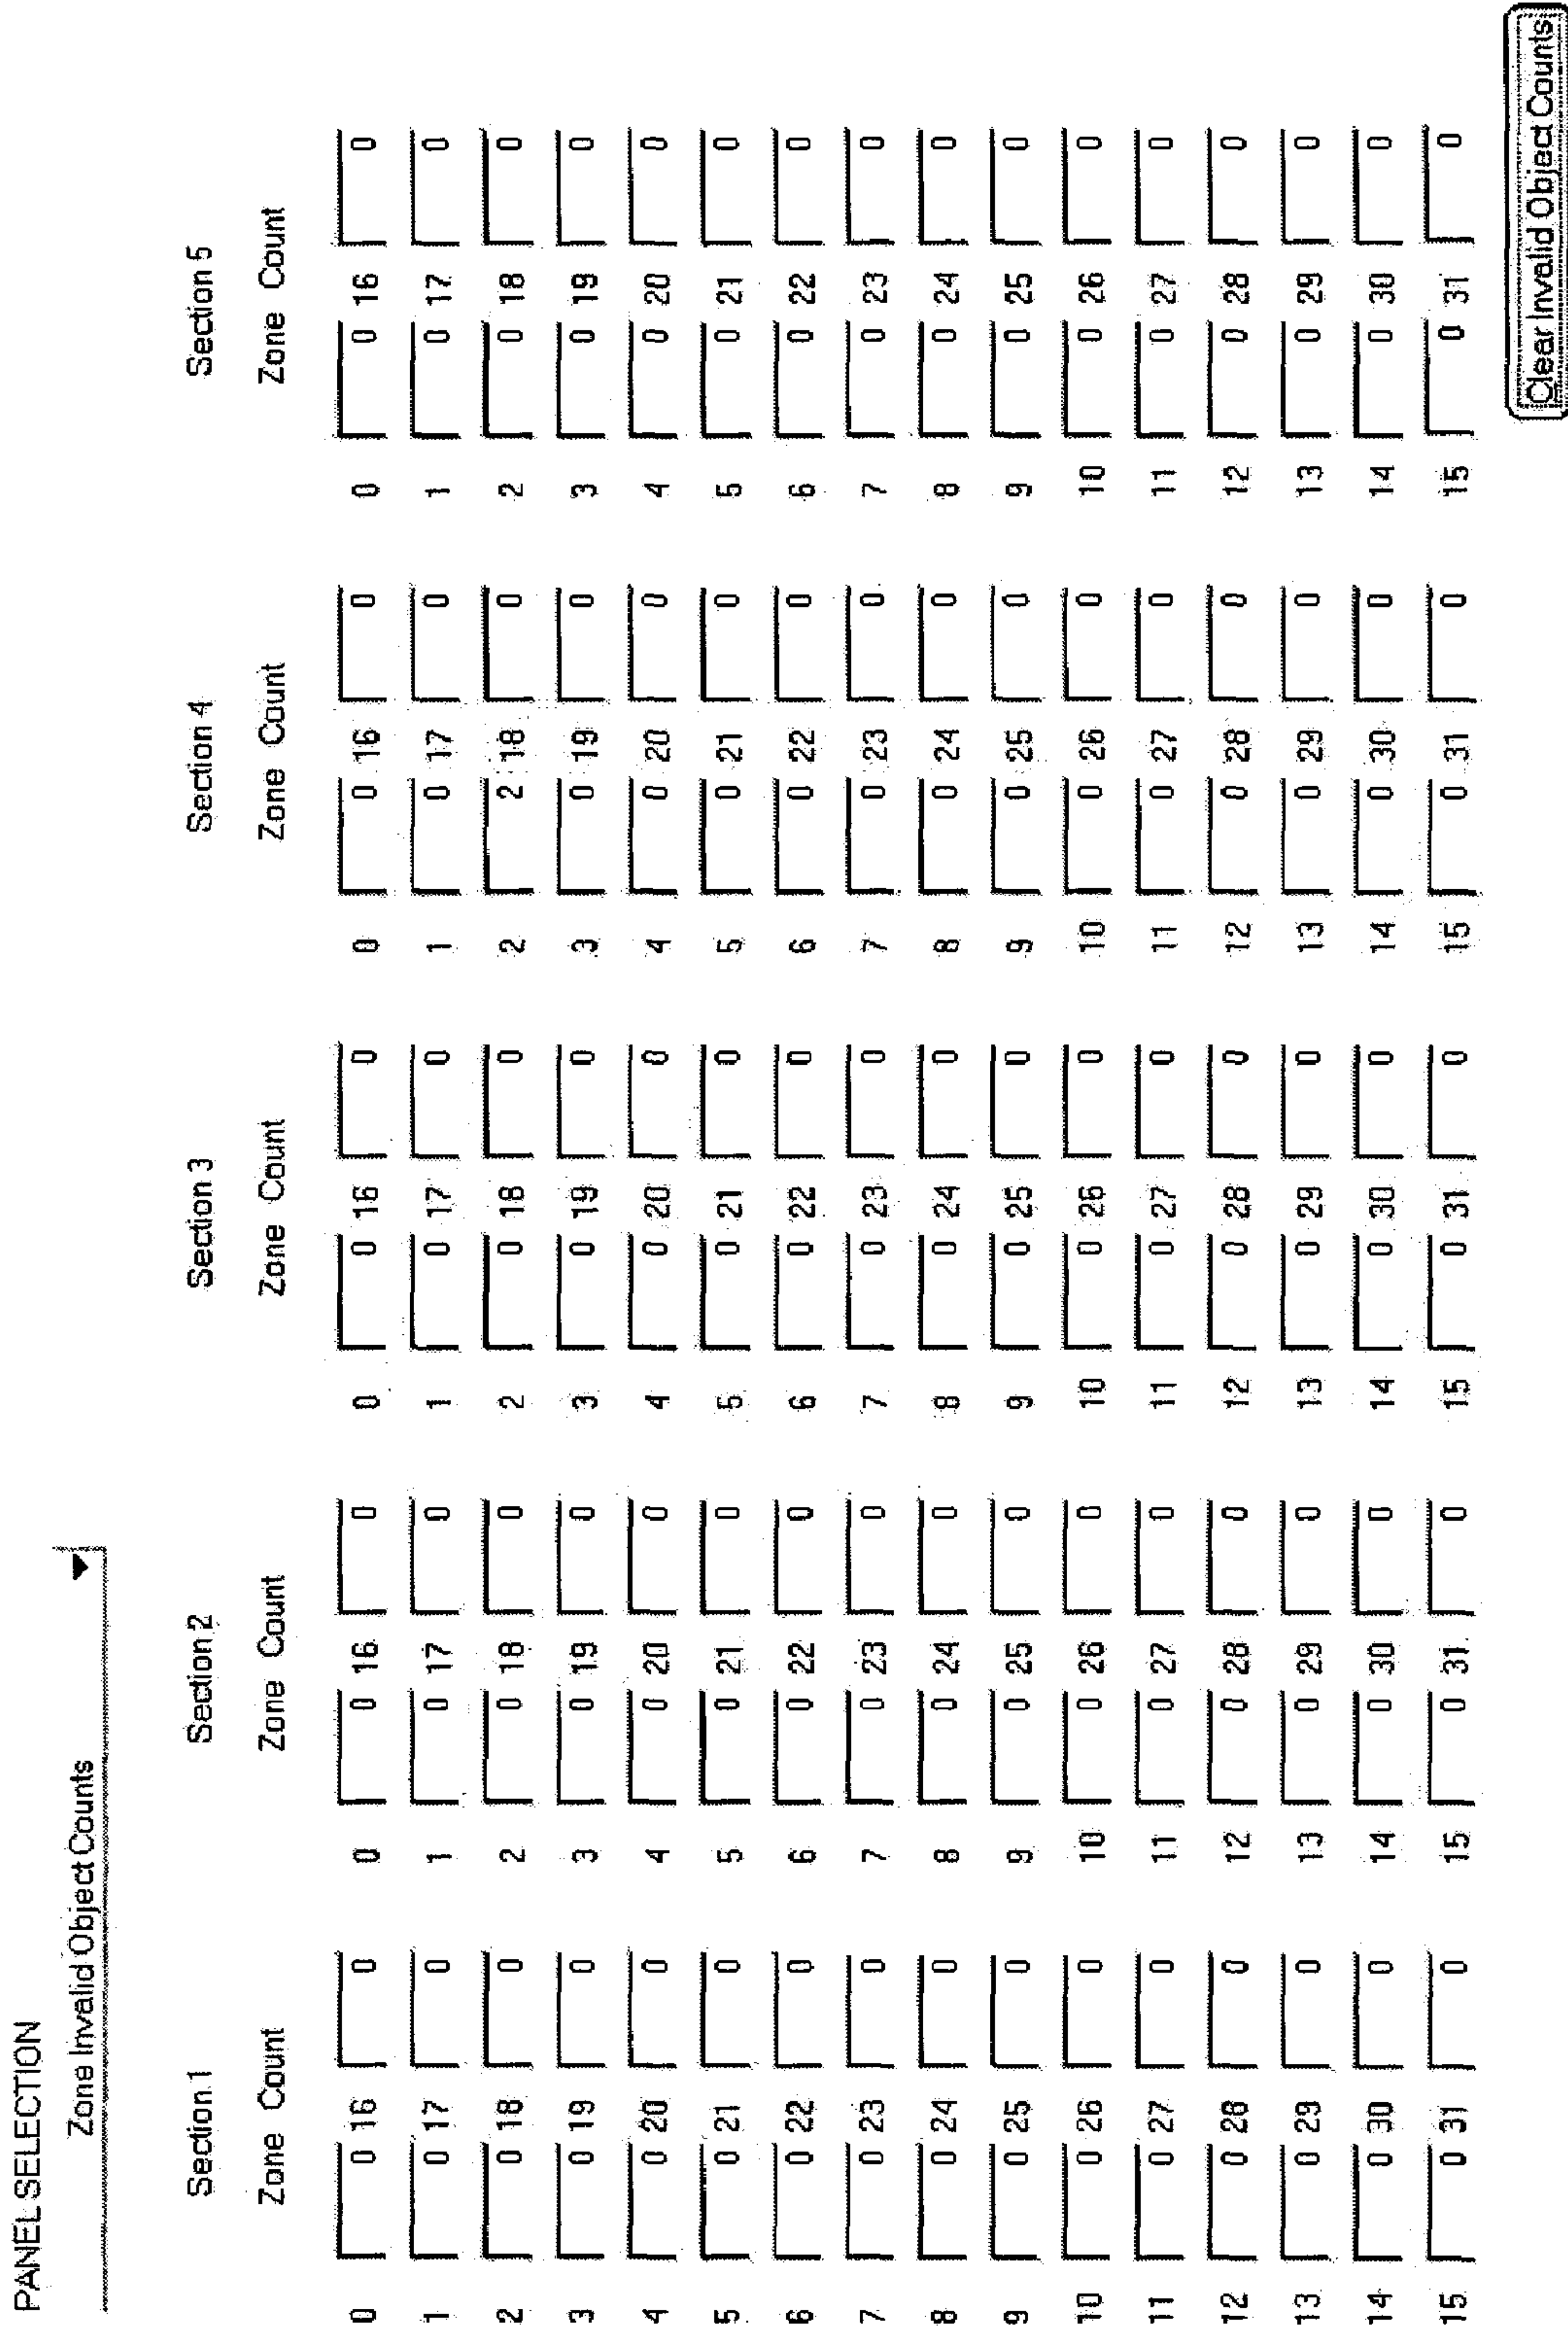 PANEL SELECTION
Zone Invalid Object Counts
Section 1 Section 2 Section 3 Section 4 Section 5
Zone Count Zone Count Zone Count Zone Count Zone Count
0 0 16 0 0 0 16 0 0 0 16 0 0 0 16 0 0 0 16 0
1 0 17 0 1 0 17 0 1 0 17 0 1 0 17 0 1 0 17 0
2 0 18 0 2 0 18 0 2 0 18 0 2 2 18 0 2 0 18 0
3 0 19 0 3 0 19 0 3 0 19 0 3 0 19 0 3 0 19 0
4 0 20 0 4 0 20 0 4 0 20 0 4 0 20 0 4 0 20 0
5 0 21 0 5 0 21 0 5 0 21 0 5 0 21 0 5 0 21 0
6 0 22 0 6 0 22 0 6 0 22 0 6 0 22 0 6 0 22 0
7 0 23 0 7 0 23 0 7 0 23 0 7 0 23 0 7 0 23 0
8 0 24 0 8 0 24 0 8 0 24 0 8 0 24 0 8 0 24 0
9 0 25 0 9 0 25 0 9 0 25 0 9 0 25 0 9 0 25 0
10 0 26 0 10 0 26 0 10 0 26 0 10 0 26 0 10 0 26 0
11 0 27 0 11 0 27 0 11 0 27 0 11 0 27 0 11 0 27 0
12 0 28 0 12 0 28 0 12 0 28 0 12 0 28 0 12 0 28 0
13 0 29 0 13 0 29 0 13 0 29 0 13 0 29 0 13 0 29 0
14 0 30 0 14 0 30 0 14 0 30 0 14 0 30 0 14 0 30 0
15 0 31 0 15 0 31 0 15 0 31 0 15 0 31 0 15 0 31 0
Clear Invalid Object Counts